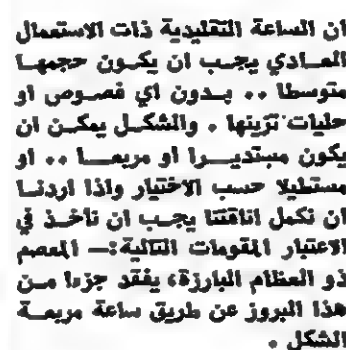 ان الساعة التقليدية ذات الاستعمال
العادي يجب ان يكون حجمها
متوسطا .. بدون اي فصوص او
حليات تزينها . والشكل يمكن ان
يكون مستديرا او مربعا .. او
مستطيلا حسب الاختيار واذا اردنا
ان نكمل اناقتنا يجب ان ناخذ في
الاعتبار المقومات التالية :— المعصم
ذو العظام البارزة، يفقد جزءا من
هذا البروز عن طريق ساعة مربعة
الشكل .